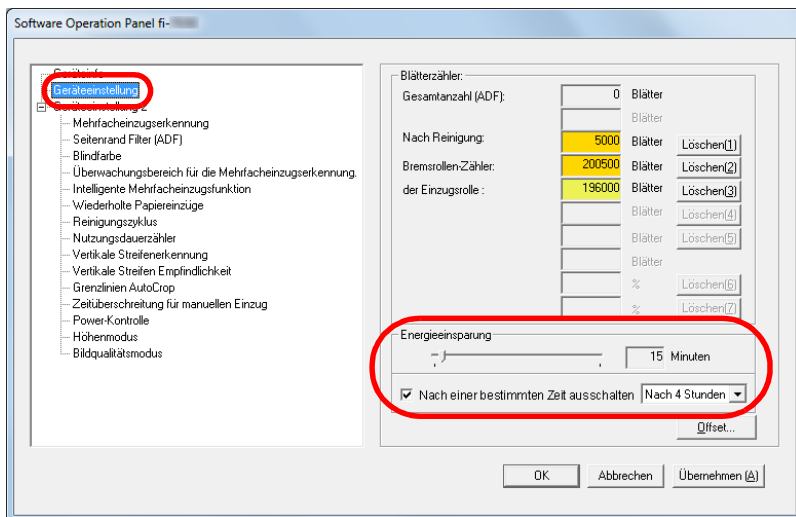 Software Operation Panel fi-
Geräteinfo
Geräteeinstellung
Geräteeinstellung 2
Mehrfacheinzugserkennung
Seitenrand Filter (ADF)
Blindfarbe
Überwachungsbereich für die Mehrfacheinzugserkennung.
Intelligente Mehrfacheinzugsfunktion
Wiederholte Papiereinzüge
Reinigungszyklus
Nutzungsdauerzähler
Vertikale Streifenerkennung
Vertikale Streifen Empfindlichkeit
Grenzlinien AutoCrop
Zeitüberschreitung für manuellen Einzug
Power-Kontrolle
Höhenmodus
Bildqualitätsmodus
Blätterzähler:
Gesamtanzahl (ADF): 0 Blätter
Blätter
Nach Reinigung: 5000 Blätter Löschen(1)
Bremsrollen-Zähler: 200500 Blätter Löschen(2)
der Einzugsrolle : 196000 Blätter Löschen(3)
Blätter Löschen(4)
Blätter Löschen(5)
Blätter
% Löschen(6)
% Löschen(7)
Energieeinsparung
15 Minuten
Nach einer bestimmten Zeit ausschalten Nach 4 Stunden
Offset...
OK Abbrechen Übernehmen (A)